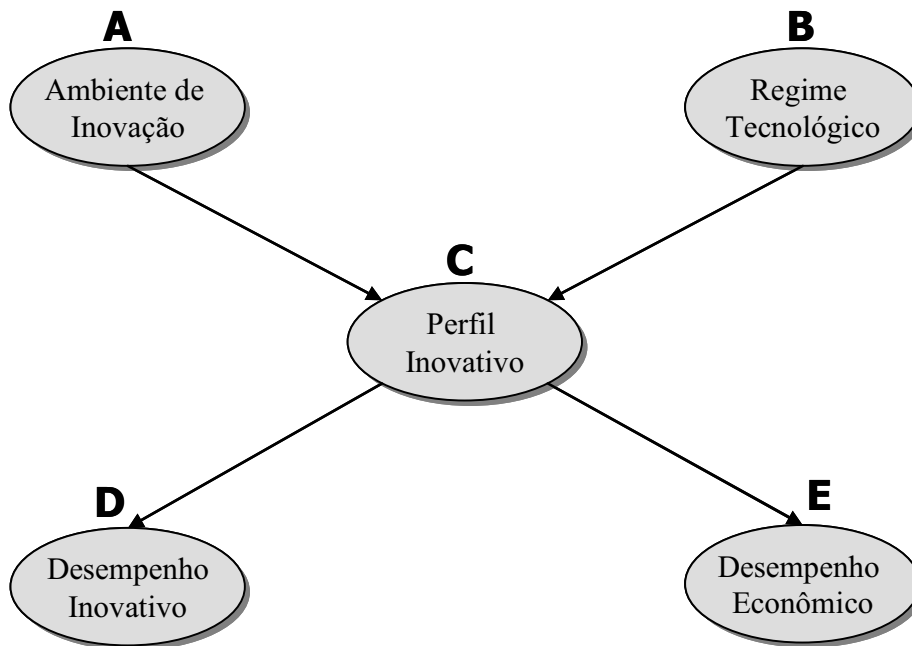 A
Ambiente de
Inovação
B
Regime
Tecnológico
C
Perfil
Inovativo
D
Desempenho
Inovativo
E
Desempenho
Econômico